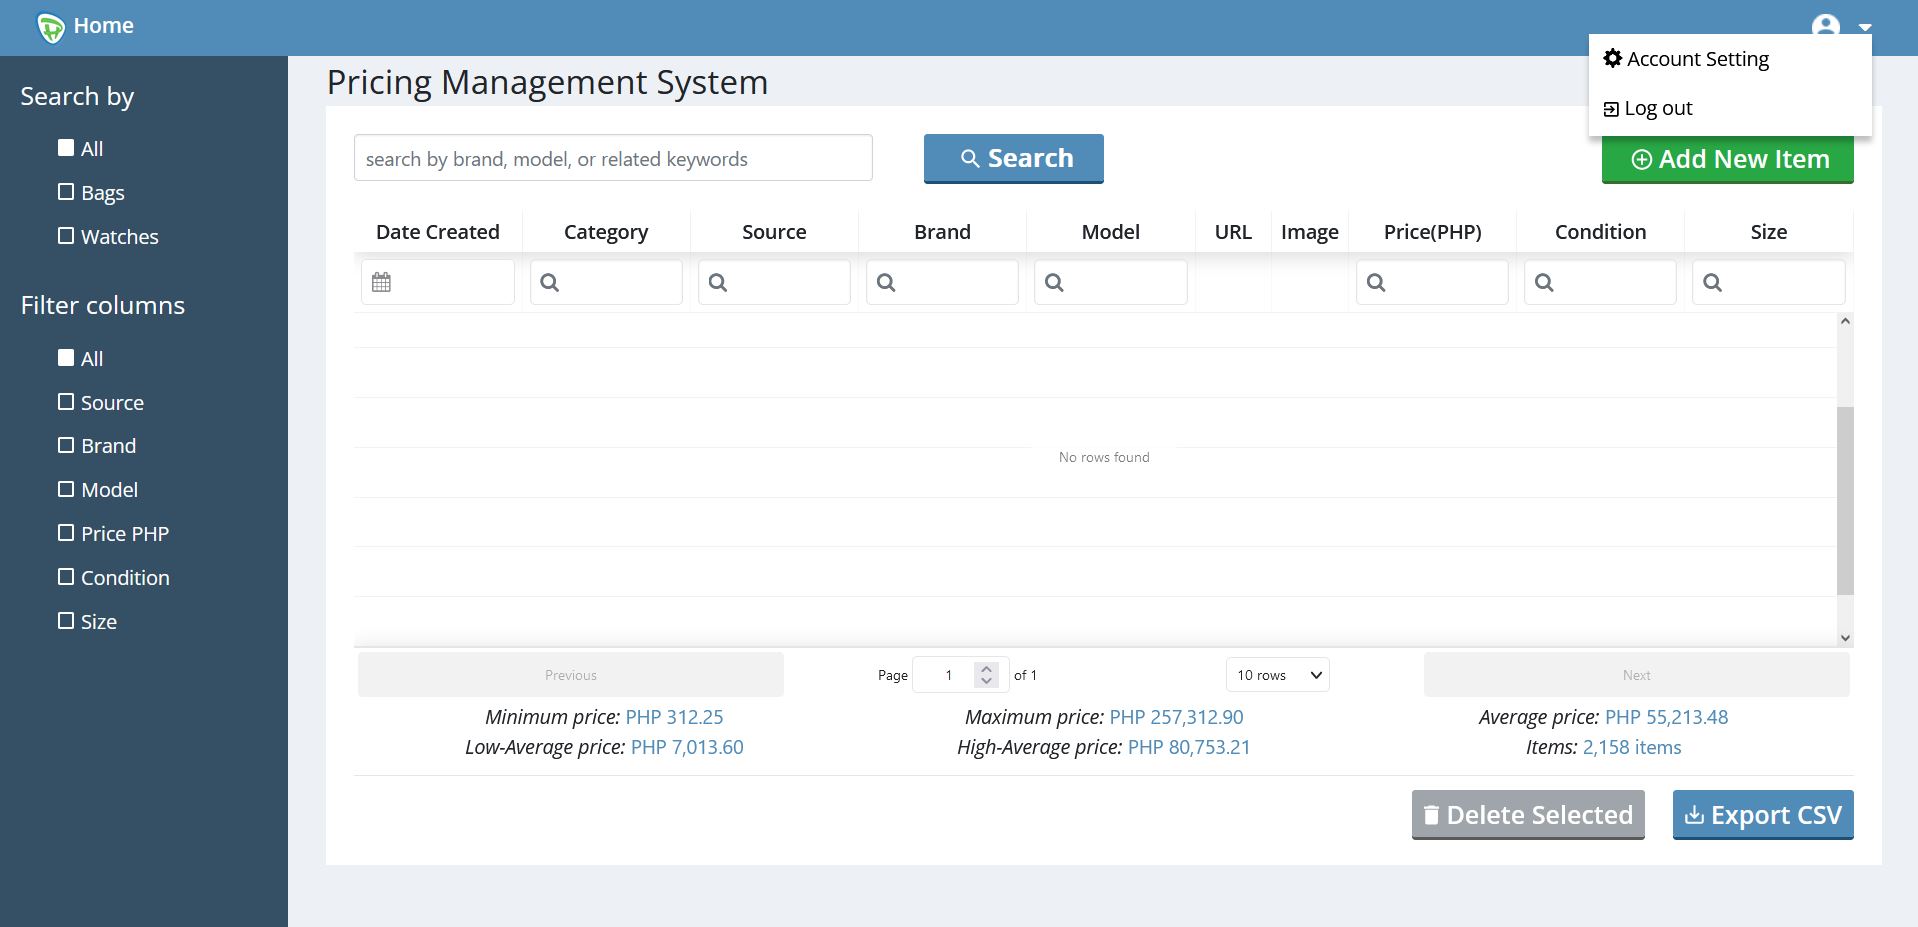 Home
Account Setting
Log out
Search by
All
Bags
Watches
Filter columns
All
Source
Brand
Model
Price PHP
Condition
Size
Pricing Management System
search by brand, model, or related keywords
Search
Add New Item
Date Created Category Source Brand Model URL Image Price(PHP) Condition Size
No rows found
Previous Page 1 of 1 10 rows Next
Minimum price: PHP 312.25 Maximum price: PHP 257,312.90 Average price: PHP 55,213.48
Low-Average price: PHP 7,013.60 High-Average price: PHP 80,753.21 Items: 2,158 items
Delete Selected Export CSV